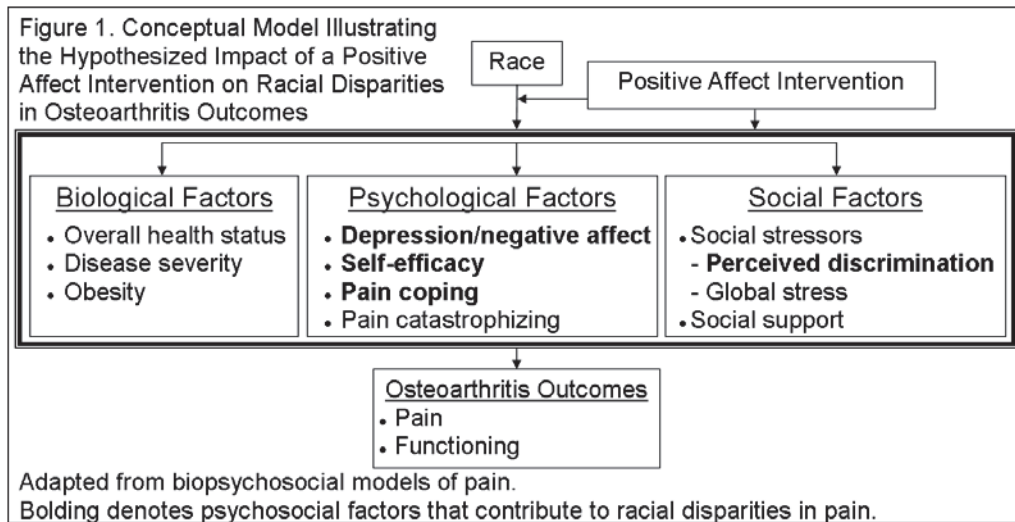 Figure 1. Conceptual Model Illustrating
the Hypothesized Impact of a Positive
Affect Intervention on Racial Disparities
in Osteoarthritis Outcomes
Race
Positive Affect Intervention
Biological Factors
• Overall health status
• Disease severity
• Obesity
Psychological Factors
• Depression/negative affect
• Self-efficacy
• Pain coping
• Pain catastrophizing
Social Factors
• Social stressors
- Perceived discrimination
- Global stress
• Social support
Osteoarthritis Outcomes
• Pain
• Functioning
Adapted from biopsychosocial models of pain.
Bolding denotes psychosocial factors that contribute to racial disparities in pain.